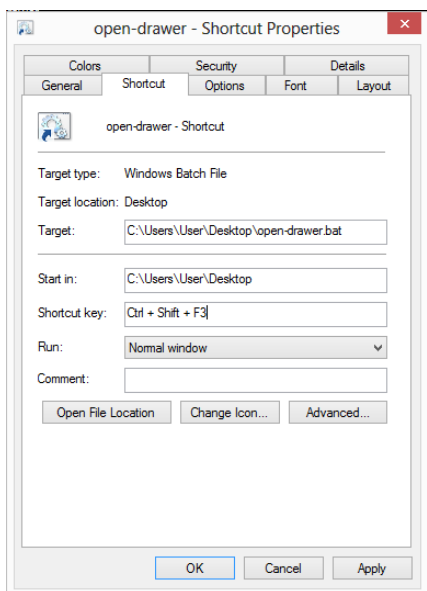 open-drawer - Shortcut Properties
Colors Security Details
General Shortcut Options Font Layout
open-drawer - Shortcut
Target type: Windows Batch File
Target location: Desktop
Target: C:\Users\User\Desktop\open-drawer.bat
Start in: C:\Users\User\Desktop
Shortcut key: Ctrl + Shift + F3
Run: Normal window
Comment:
Open File Location Change Icon... Advanced...
OK Cancel Apply